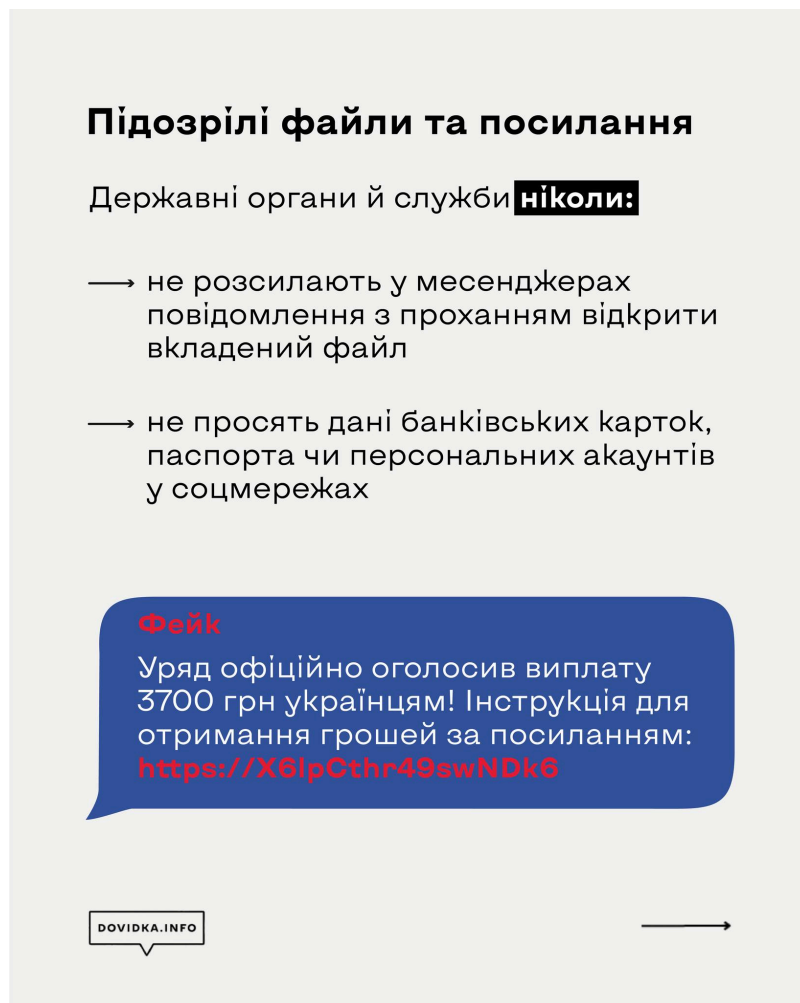 Підозрілі файли та посилання
Державні органи й служби ніколи:
не розсилають у месенджерах
повідомлення з проханням відкрити
вкладений файл
не просять дані банківських карток,
паспорта чи персональних акаунтів
у соцмережах
Фейк
Уряд офіційно оголосив виплату
3700 грн українцям! Інструкція для
отримання грошей за посиланням:
https://X6lpCthr49swNDk6
DOVIDKA.INFO